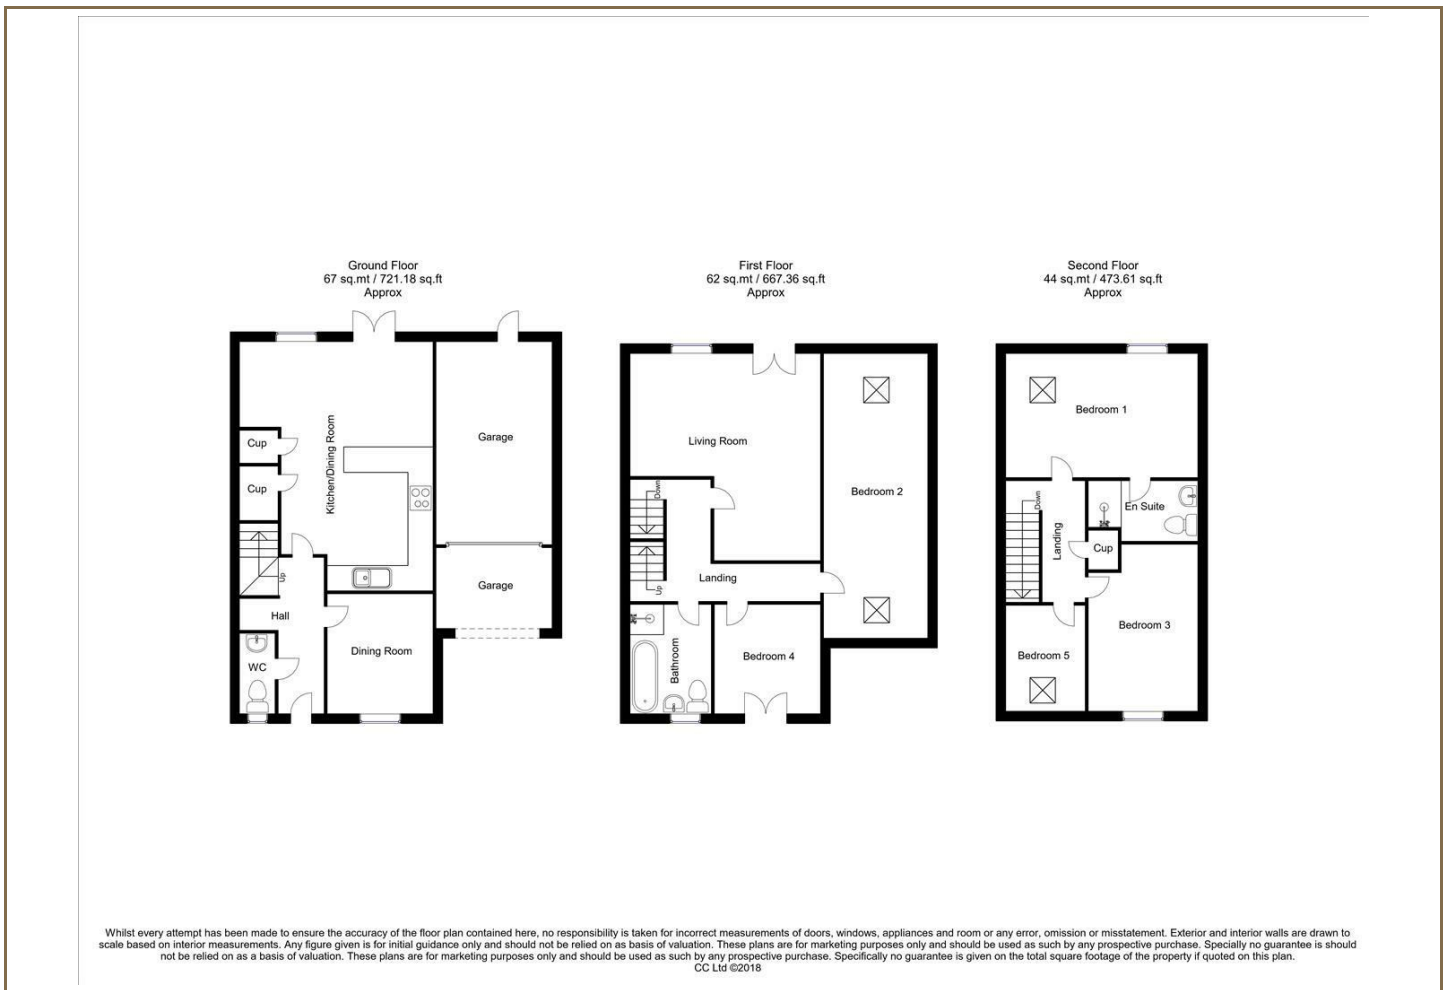 Ground Floor
67 sq.mt / 721.18 sq.ft
Approx
Kitchen/Dining Room
Cup
Cup
Garage
Garage
Up
Hall
WC
Dining Room
First Floor
62 sq.mt / 667.36 sq.ft
Approx
Living Room
Bedroom 2
Down
Up
Landing
Bathroom
Bedroom 4
Second Floor
44 sq.mt / 473.61 sq.ft
Approx
Bedroom 1
Down
Landing
En Suite
Cup
Bedroom 3
Bedroom 5
Whilst every attempt has been made to ensure the accuracy of the floor plan contained here, no responsibility is taken for incorrect measurements of doors, windows, appliances and room or any error, omission or misstatement. Exterior and interior walls are drawn to
scale based on interior measurements. Any figure given is for initial guidance only and should not be relied on as basis of valuation. These plans are for marketing purposes only and should be used as such by any prospective purchase. Specially no guarantee is should
not be relied on as a basis of valuation. These plans are for marketing purposes only and should be used as such by any prospective purchase. Specifically no guarantee is given on the total square footage of the property if quoted on this plan.
CC Ltd ©2018